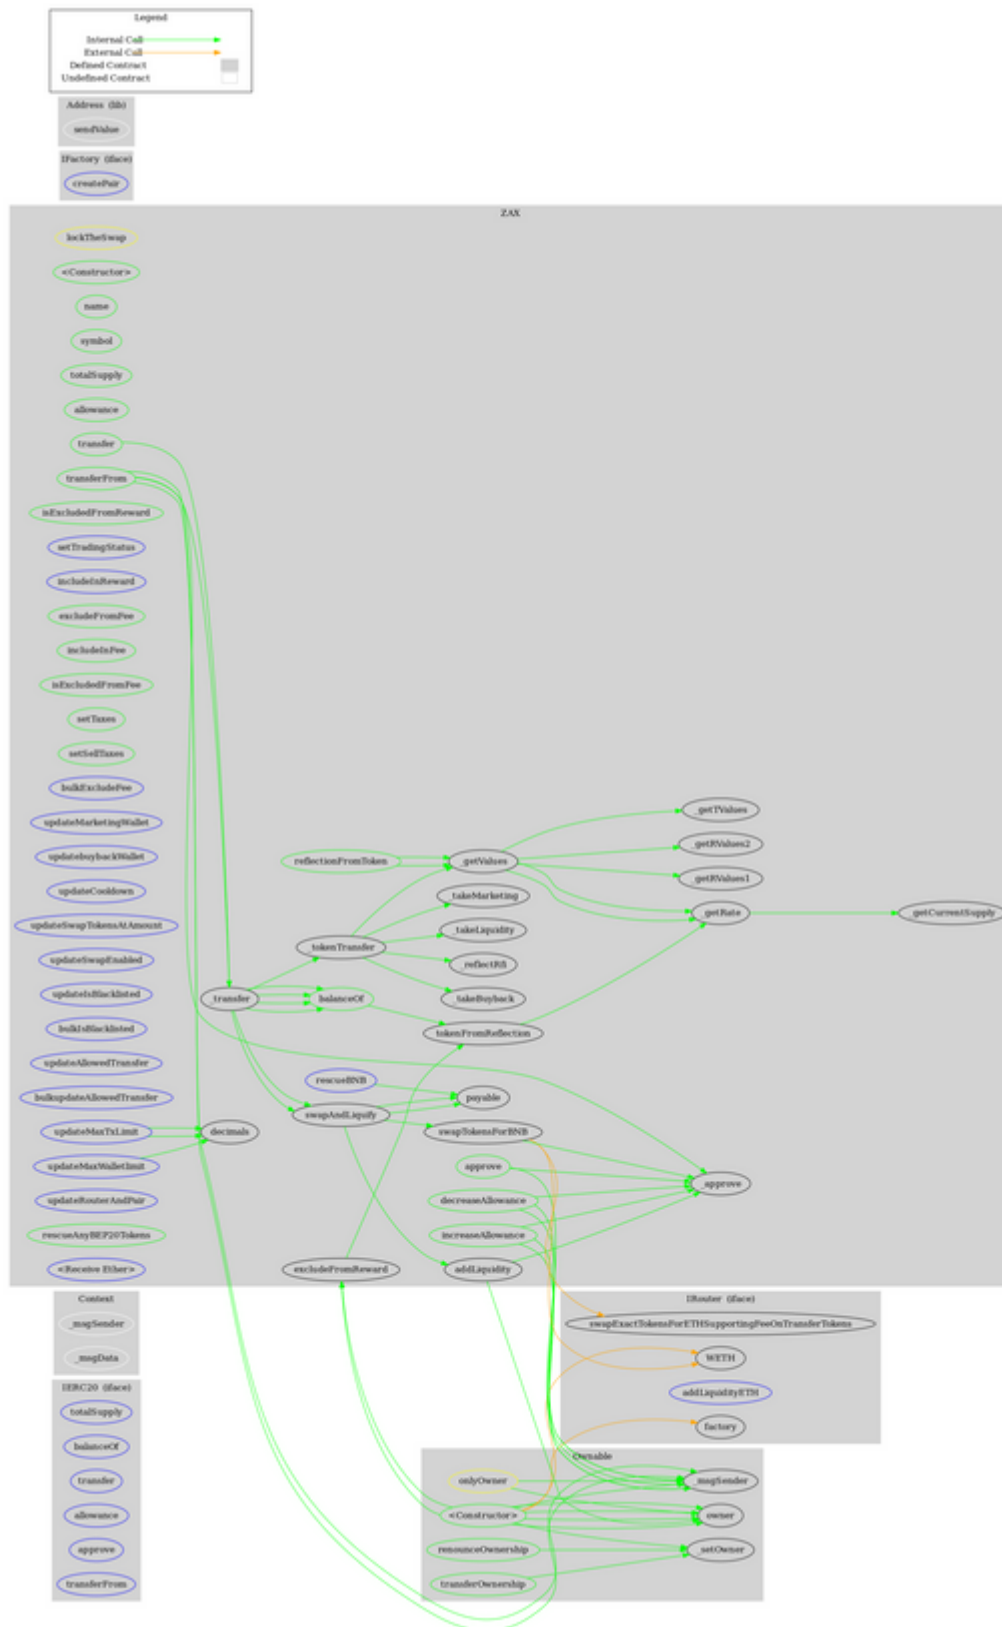 Legend
Internal Call
External Call
Defined Contract
Undefined Contract
Address (lib)
sendValue
IFactory (iface)
createPair
ZAX
lockTheSwap
<Constructor>
name
symbol
totalSupply
allowance
transfer
transferFrom
isExcludedFromReward
setTradingStatus
includeInReward
excludeFromFee
includeInFee
isExcludedFromFee
setTaxes
setSellTaxes
bulkExcludeFee
updateMarketingWallet
updatebuybackWallet
updateCooldown
updateSwapTokensAtAmount
updateSwapEnabled
updateIsBlacklisted
bulkIsBlacklisted
updateAllowedTransfer
bulkupdateAllowedTransfer
updateMaxTxLimit
updateMaxWalletlimit
updateRouterAndPair
rescueAnyBEP20Tokens
<Receive Ether>
_transfer
decimals
reflectionFromToken
_tokenTransfer
balanceOf
rescueBNB
swapAndLiquify
excludeFromReward
_getValues
_takeMarketing
_takeLiquidity
_reflectRfi
_takeBuyback
tokenFromReflection
payable
swapTokensForBNB
approve
decreaseAllowance
increaseAllowance
addLiquidity
_getTValues
_getRValues2
_getRValues1
_getRate
_getCurrentSupply
_approve
Context
_msgSender
_msgData
IERC20 (iface)
totalSupply
balanceOf
transfer
allowance
approve
transferFrom
IRouter (iface)
swapExactTokensForETHSupportingFeeOnTransferTokens
WETH
addLiquidityETH
factory
Ownable
onlyOwner
<Constructor>
renounceOwnership
transferOwnership
_msgSender
owner
_setOwner